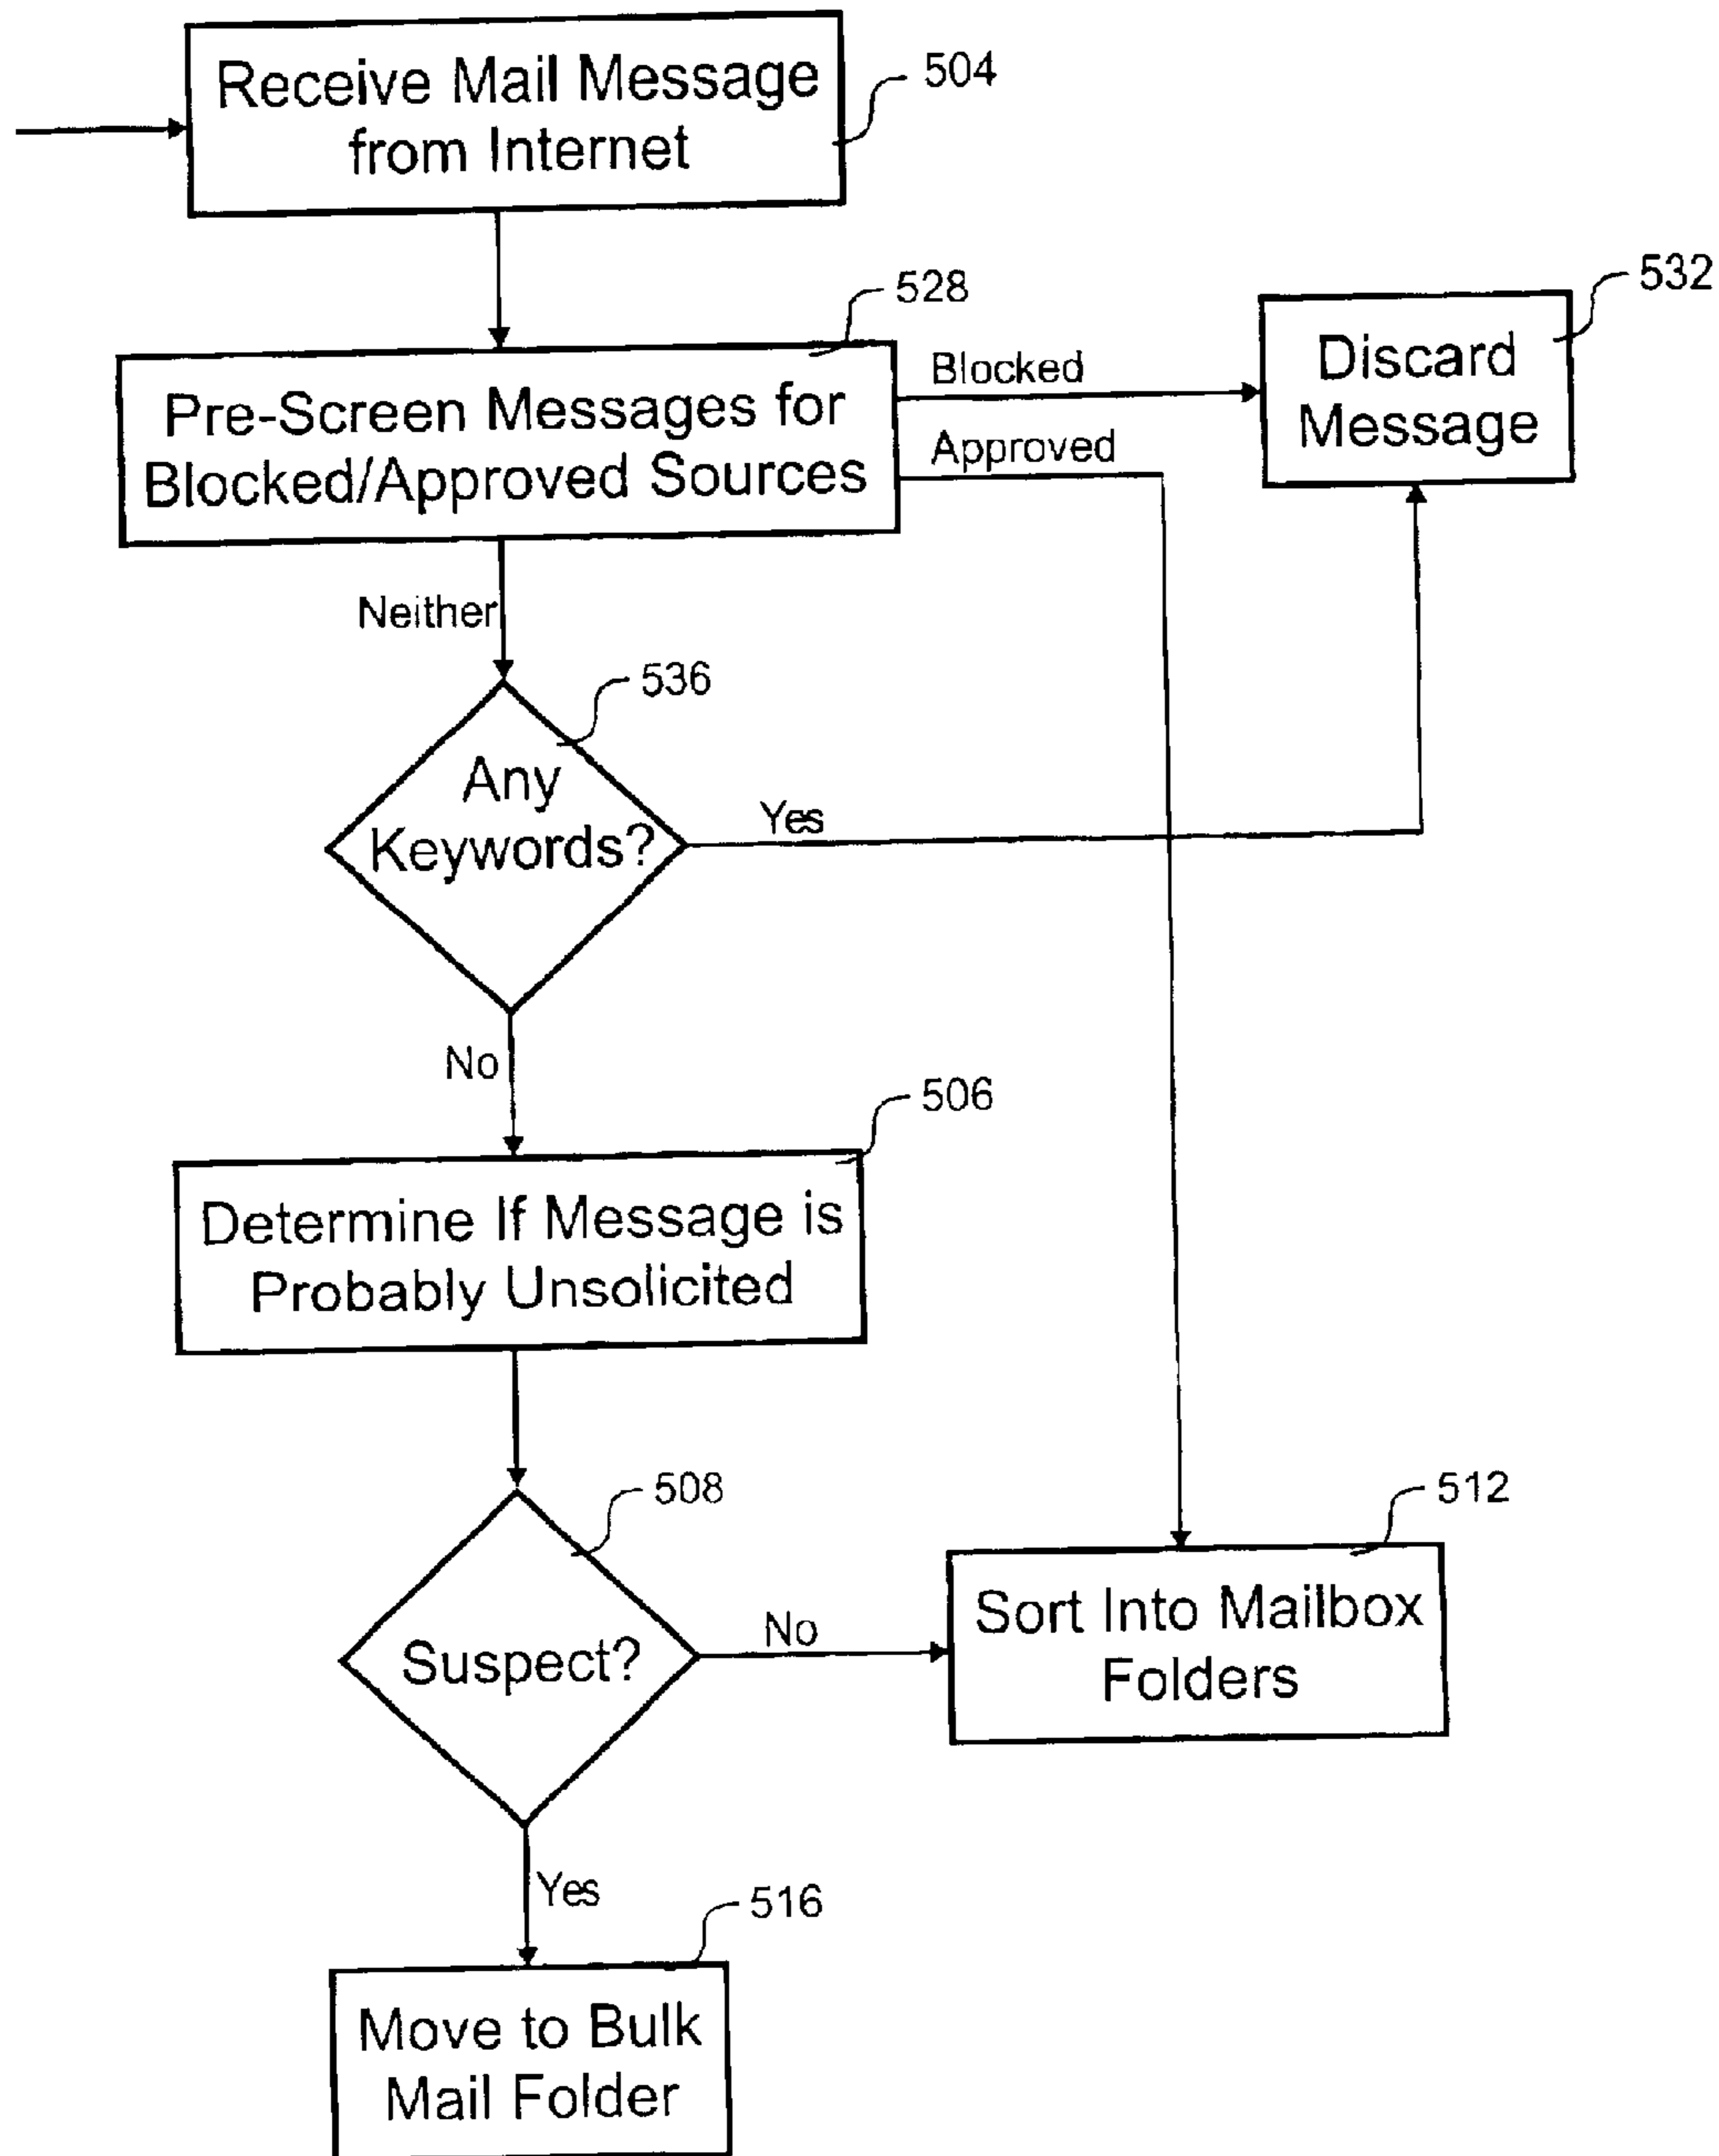 Receive Mail Message
from Internet
504
528
532
Pre-Screen Messages for
Blocked/Approved Sources
Blocked
Approved
Discard
Message
Neither
536
Any
Keywords?
Yes
No
506
Determine If Message is
Probably Unsolicited
508
512
Suspect?
No
Sort Into Mailbox
Folders
Yes
516
Move to Bulk
Mail Folder